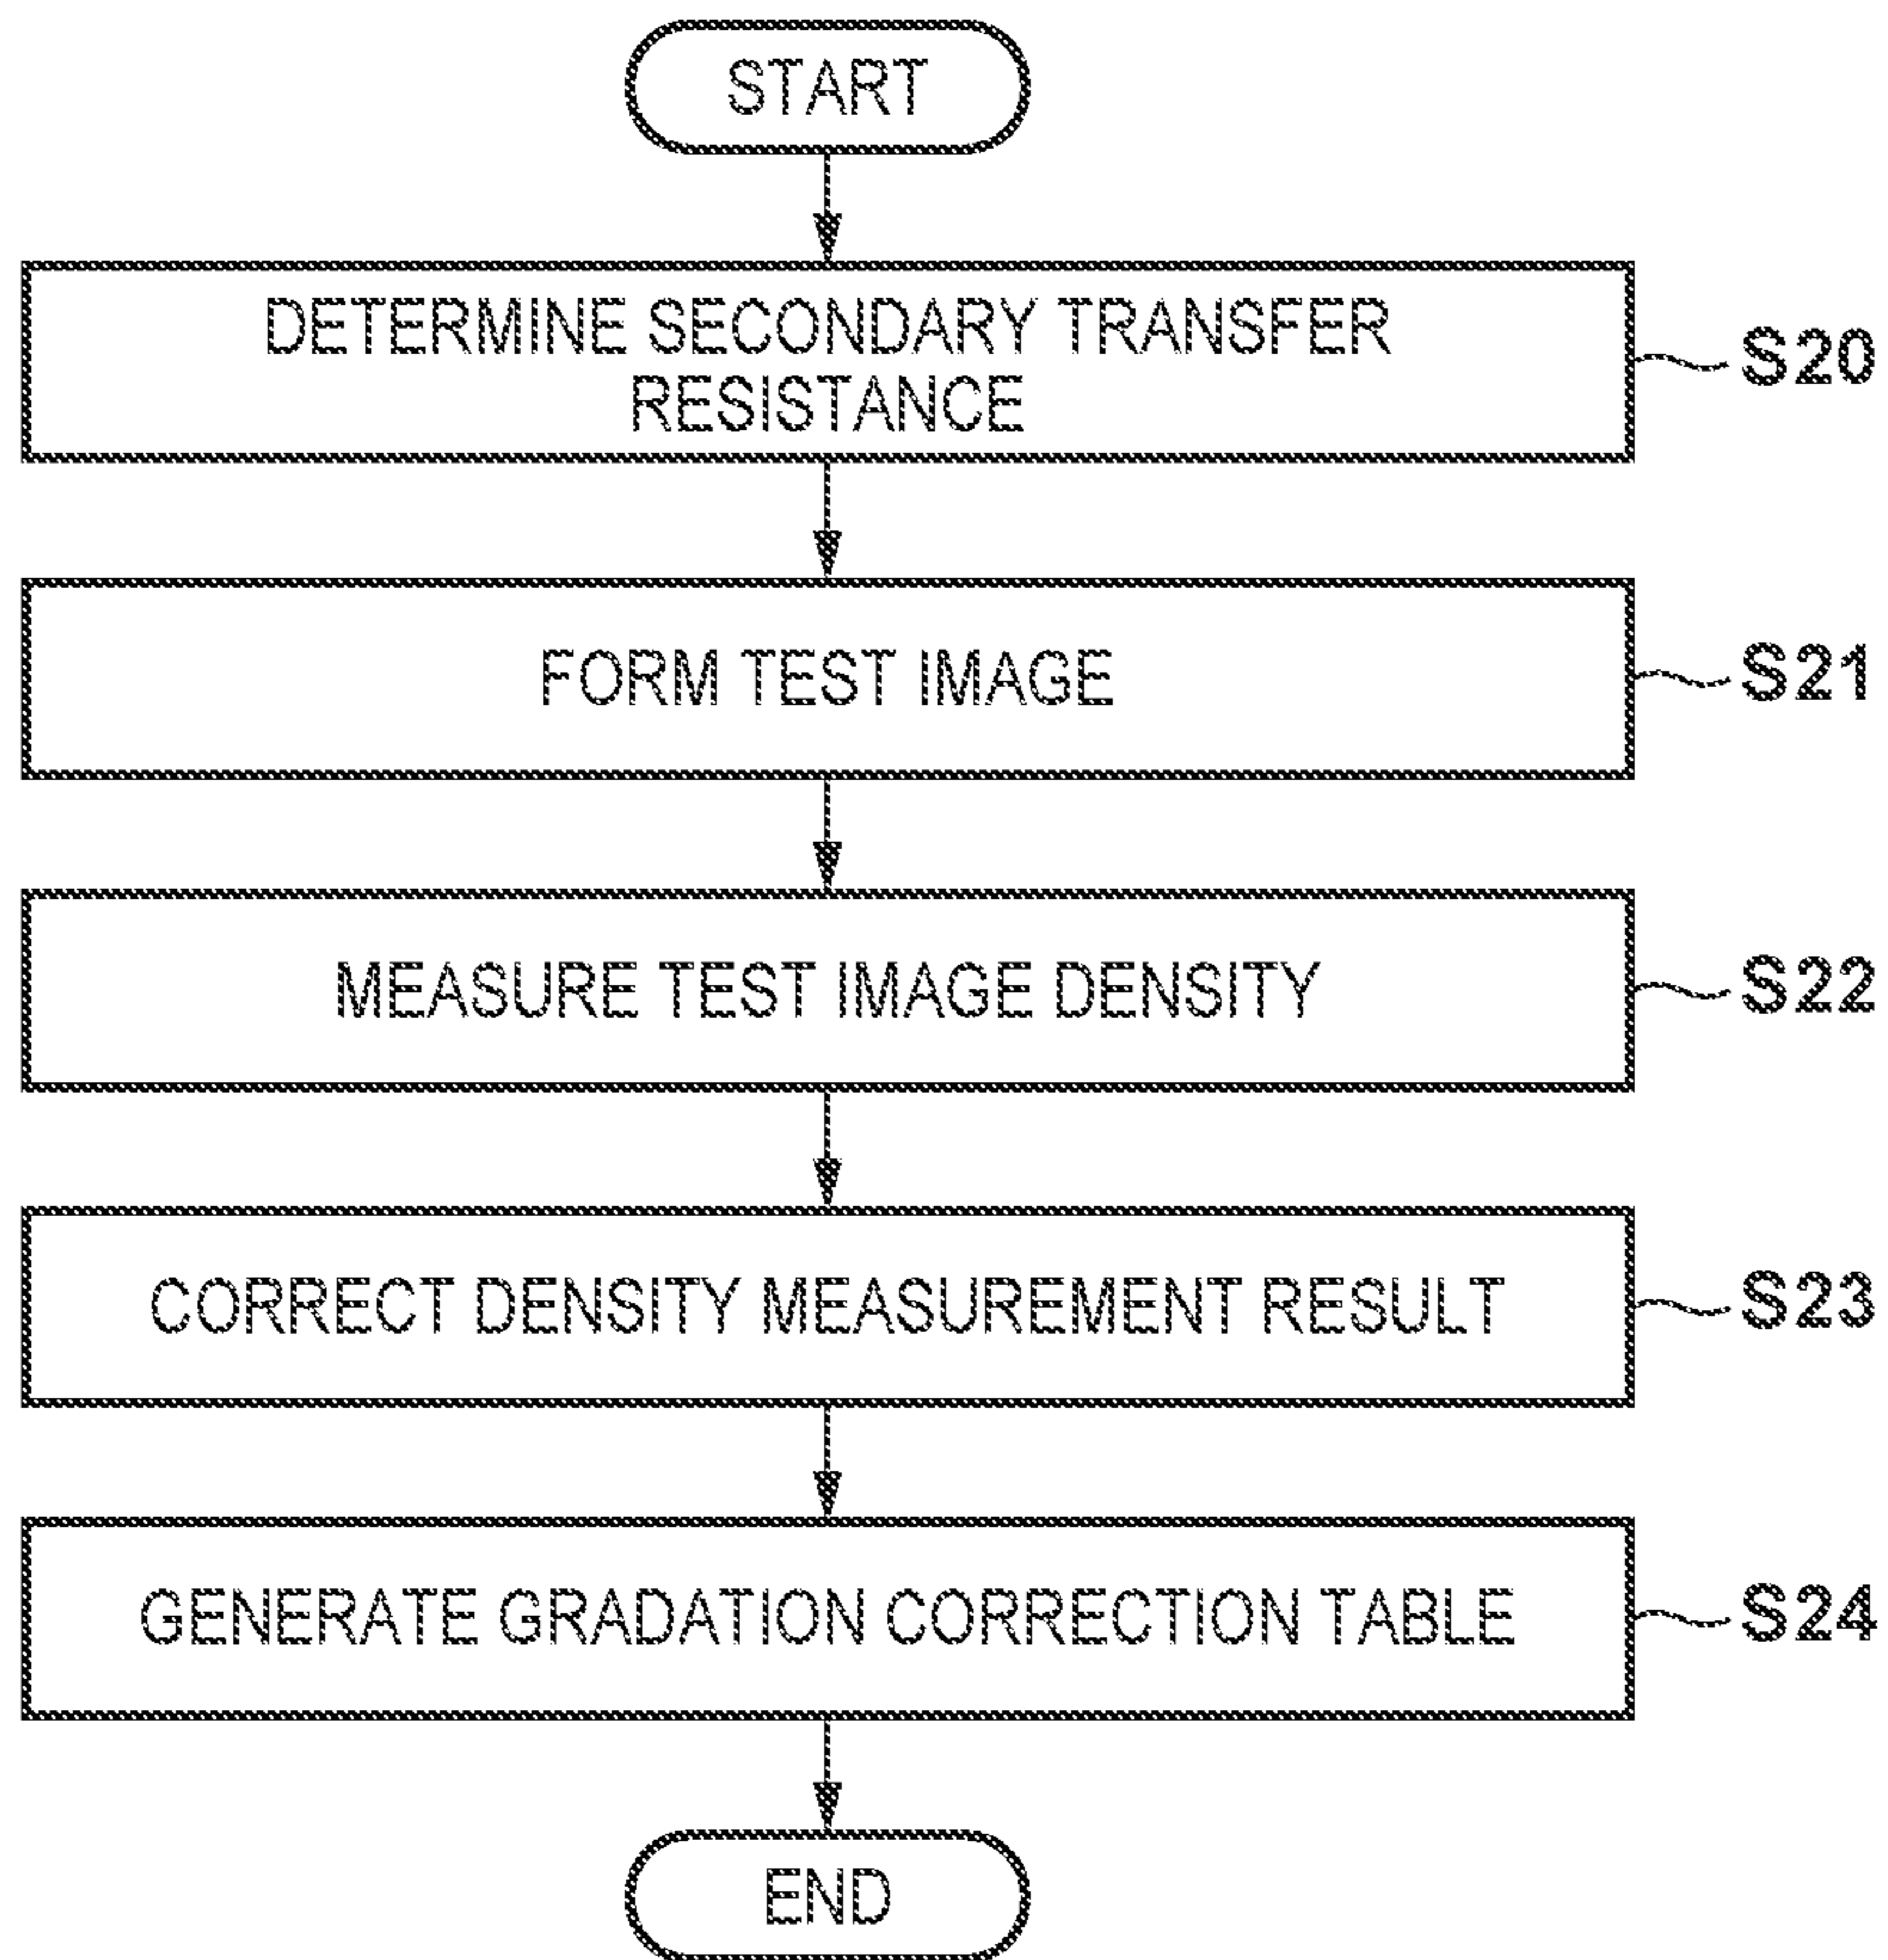 START
DETERMINE SECONDARY TRANSFER
RESISTANCE
S20
FORM TEST IMAGE
S21
MEASURE TEST IMAGE DENSITY
S22
CORRECT DENSITY MEASUREMENT RESULT
S23
GENERATE GRADATION CORRECTION TABLE
S24
END